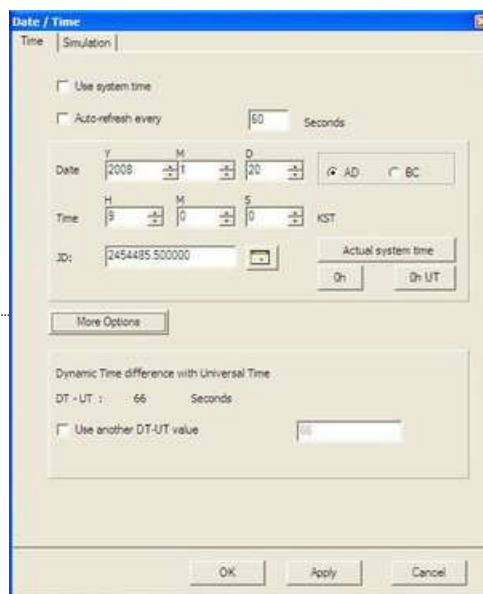 Date / Time
Time Simulation
Use system time
Auto-refresh every 60 Seconds
Y M D
Date 2008 1 20 AD BC
H M S
Time 9 0 0 KST
JD: 2454485.500000 Actual system time
0h 0h UT
More Options
Dynamic Time difference with Universal Time
DT - UT : 66 Seconds
Use another DT-UT value 66
OK Apply Cancel